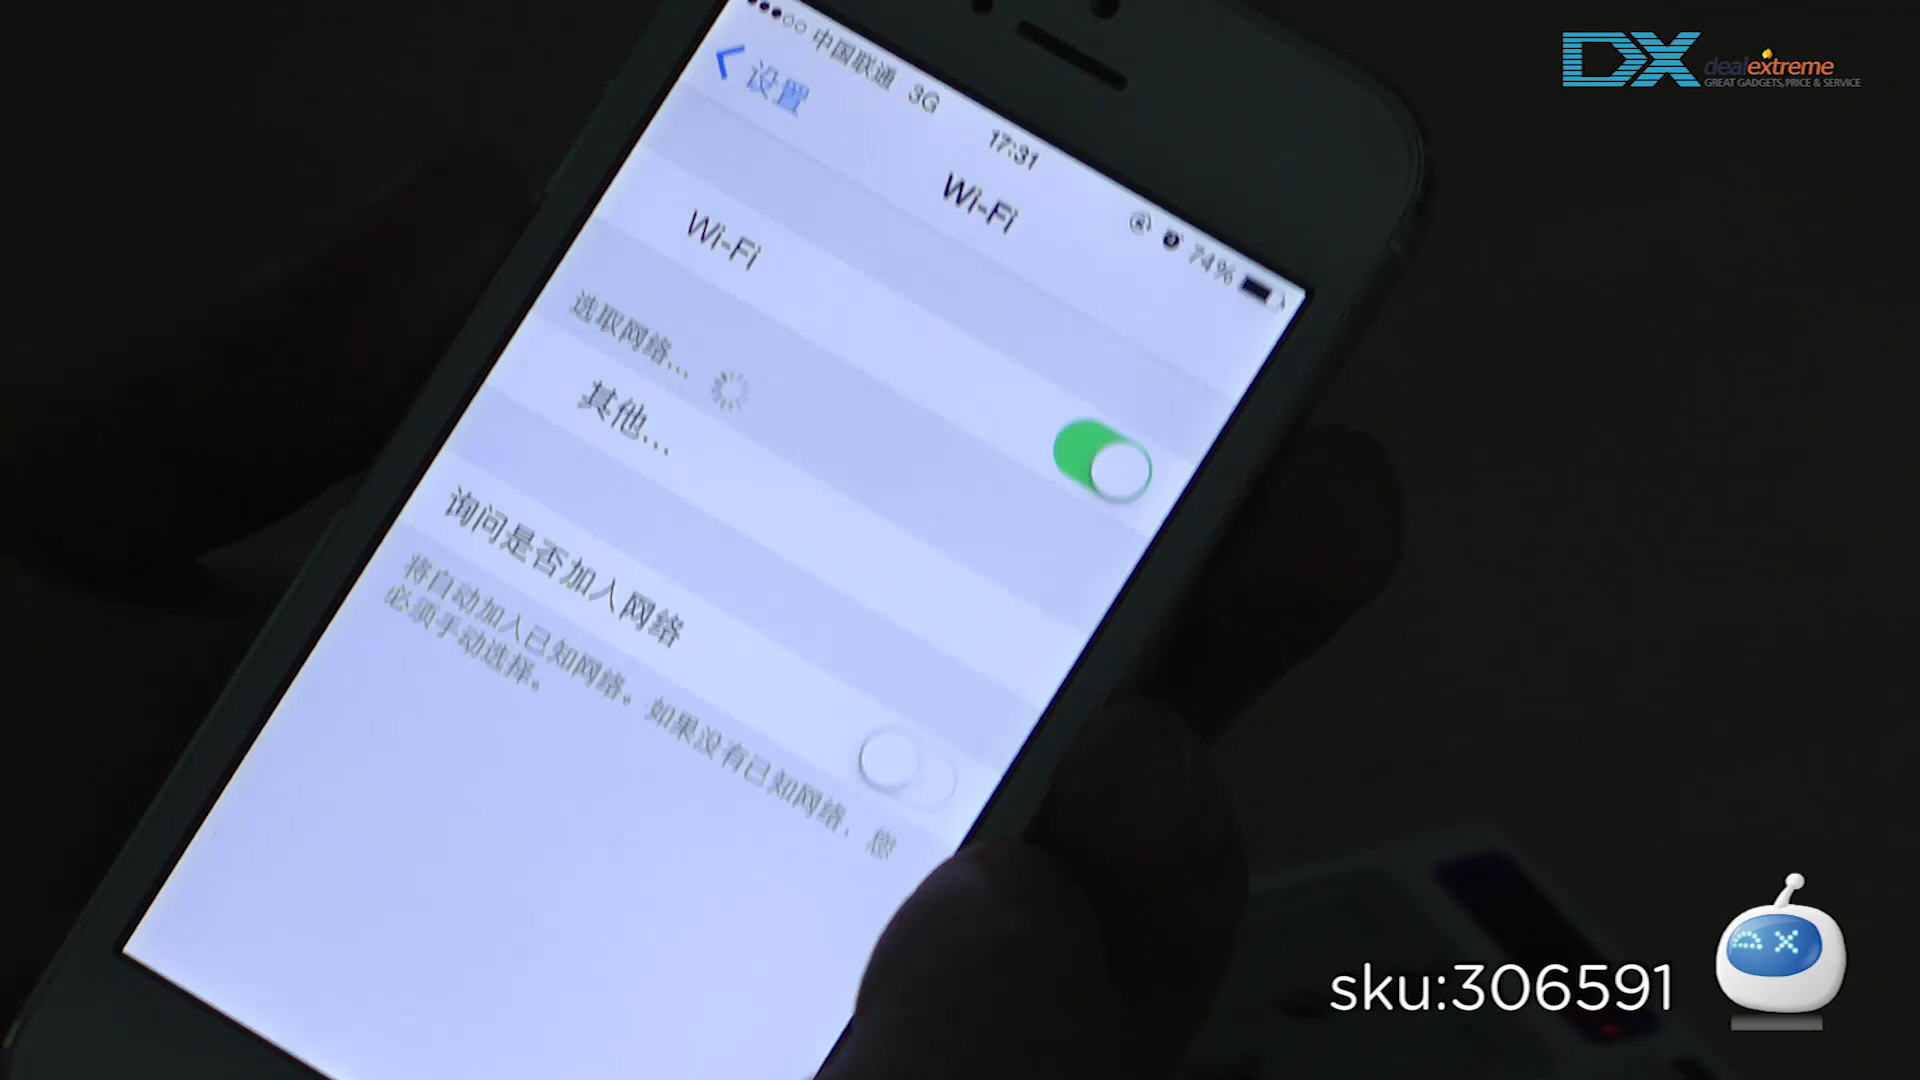 中国联通 3G
17:31
74%
设置
Wi-Fi
Wi-Fi
选取网络...
其他...
询问是否加入网络
将自动加入已知网络。如果没有已知网络，您
必须手动选择。
DX
dealextreme
GREAT GADGETS, PRICE & SERVICE
sku:306591